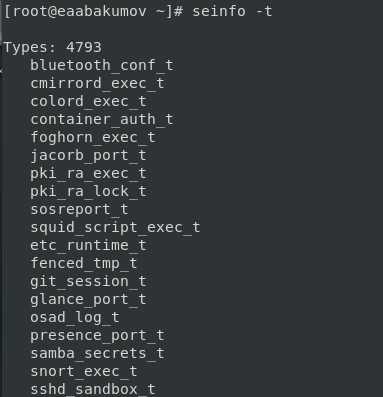 [root@eaabakumov ~]# seinfo -t
Types: 4793
bluetooth_conf_t
cmirrord_exec_t
colord_exec_t
container_auth_t
foghorn_exec_t
jacorb_port_t
pki_ra_exec_t
pki_ra_lock_t
sosreport_t
squid_script_exec_t
etc_runtime_t
fenced_tmp_t
git_session_t
glance_port_t
osad_log_t
presence_port_t
samba_secrets_t
snort_exec_t
sshd_sandbox_t